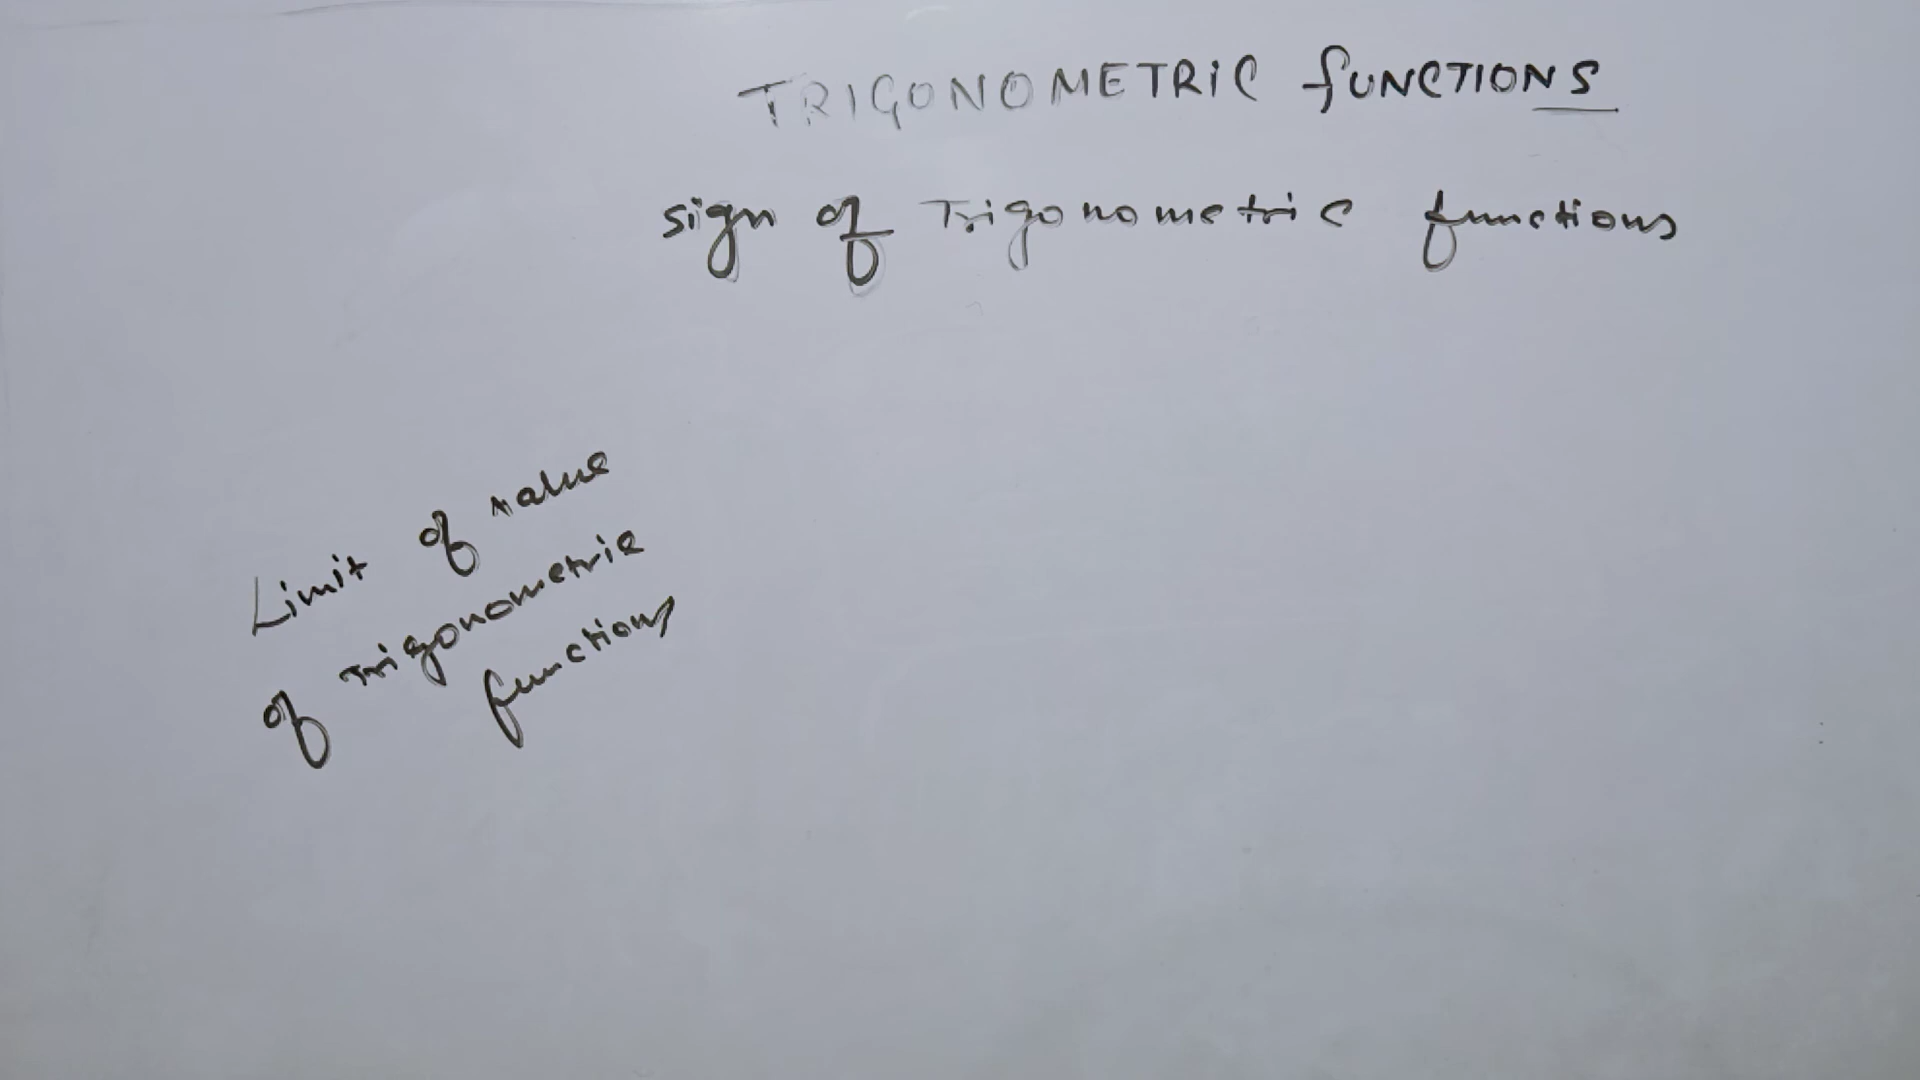 TRIGONOMETRIC fUNCTIONS
sign of Trigonometric functions
Limit of value
of Trigonometric
functions